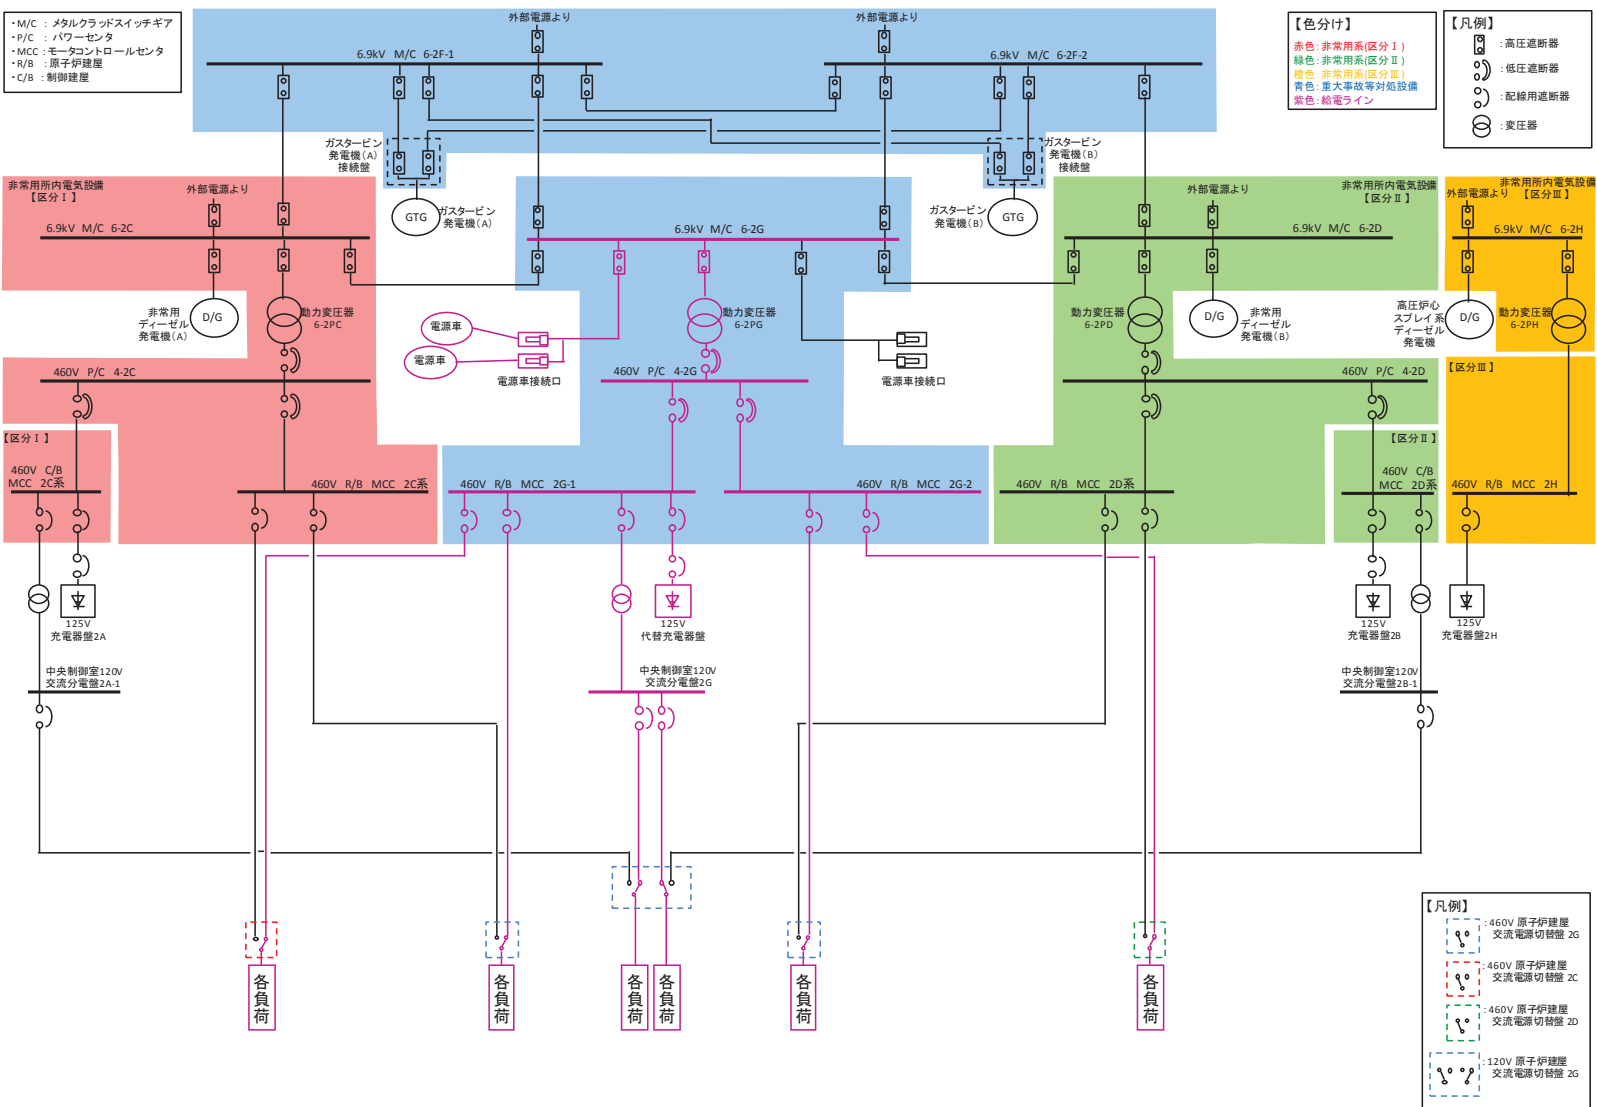 ・M/C ：メタルクラッドスイッチギア
・P/C ：パワーセンタ
・MCC：モータコントロールセンタ
・R/B ：原子炉建屋
・C/B ：制御建屋
外部電源より
外部電源より
6.9kV M/C 6-2F-1
6.9kV M/C 6-2F-2
【色分け】
赤色：非常用系(区分Ⅰ)
緑色：非常用系(区分Ⅱ)
橙色：非常用系(区分Ⅲ)
青色：重大事故等対処設備
紫色：給電ライン
【凡例】
：高圧遮断器
：低圧遮断器
：配線用遮断器
：変圧器
ガスタービン
発電機(A)
接続盤
ガスタービン
発電機(B)
接続盤
GTG
ガスタービン
発電機(A)
ガスタービン
発電機(B)
GTG
非常用所内電気設備
【区分Ⅰ】
外部電源より
6.9kV M/C 6-2C
6.9kV M/C 6-2G
外部電源より
非常用所内電気設備
【区分Ⅱ】
6.9kV M/C 6-2D
非常用所内電気設備
外部電源より 【区分Ⅲ】
6.9kV M/C 6-2H
非常用
ディーゼル
発電機(A)
D/G
動力変圧器
6-2PC
電源車
電源車
電源車接続口
動力変圧器
6-2PG
電源車接続口
動力変圧器
6-2PD
D/G
非常用
ディーゼル
発電機(B)
高圧炉心
スプレイ系
ディーゼル
発電機
D/G
動力変圧器
6-2PH
460V P/C 4-2C
460V P/C 4-2G
460V P/C 4-2D
【区分Ⅲ】
【区分Ⅰ】
460V C/B
MCC 2C系
460V R/B MCC 2C系
460V R/B MCC 2G-1
460V R/B MCC 2G-2
460V R/B MCC 2D系
【区分Ⅱ】
460V C/B
MCC 2D系
460V R/B MCC 2H
125V
充電器盤2A
125V
代替充電器盤
125V
充電器盤2B
125V
充電器盤2H
中央制御室120V
交流分電盤2A-1
中央制御室120V
交流分電盤2G
中央制御室120V
交流分電盤2B-1
各負荷
各負荷
各負荷
各負荷
各負荷
各負荷
【凡例】
：460V 原子炉建屋
交流電源切替盤 2G
：460V 原子炉建屋
交流電源切替盤 2C
：460V 原子炉建屋
交流電源切替盤 2D
：120V 原子炉建屋
交流電源切替盤 2G